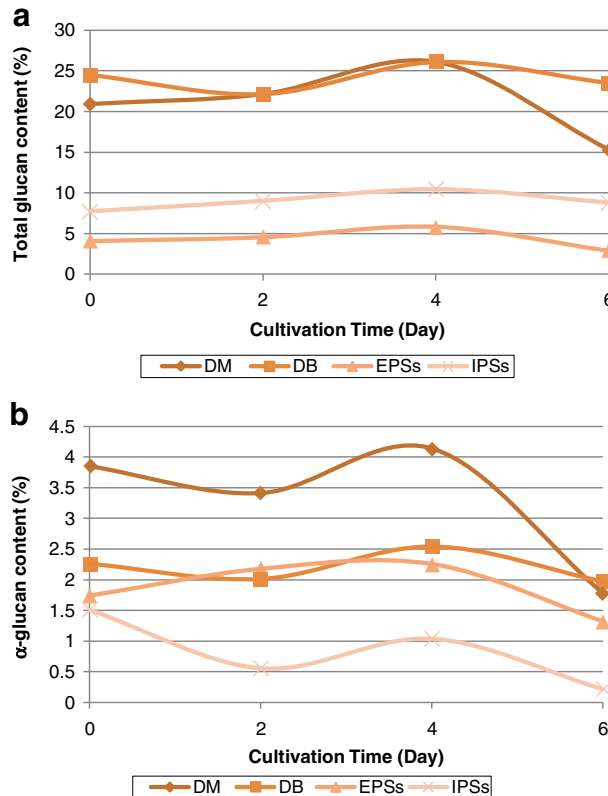 a
Total glucan content (%)
30
25
20
15
10
5
0
0 2 4 6
Cultivation Time (Day)
DM DB EPSs IPSs
b
α-glucan content (%)
4.5
4
3.5
3
2.5
2
1.5
1
0.5
0
0 2 4 6
Cultivation Time (Day)
DM DB EPSs IPSs